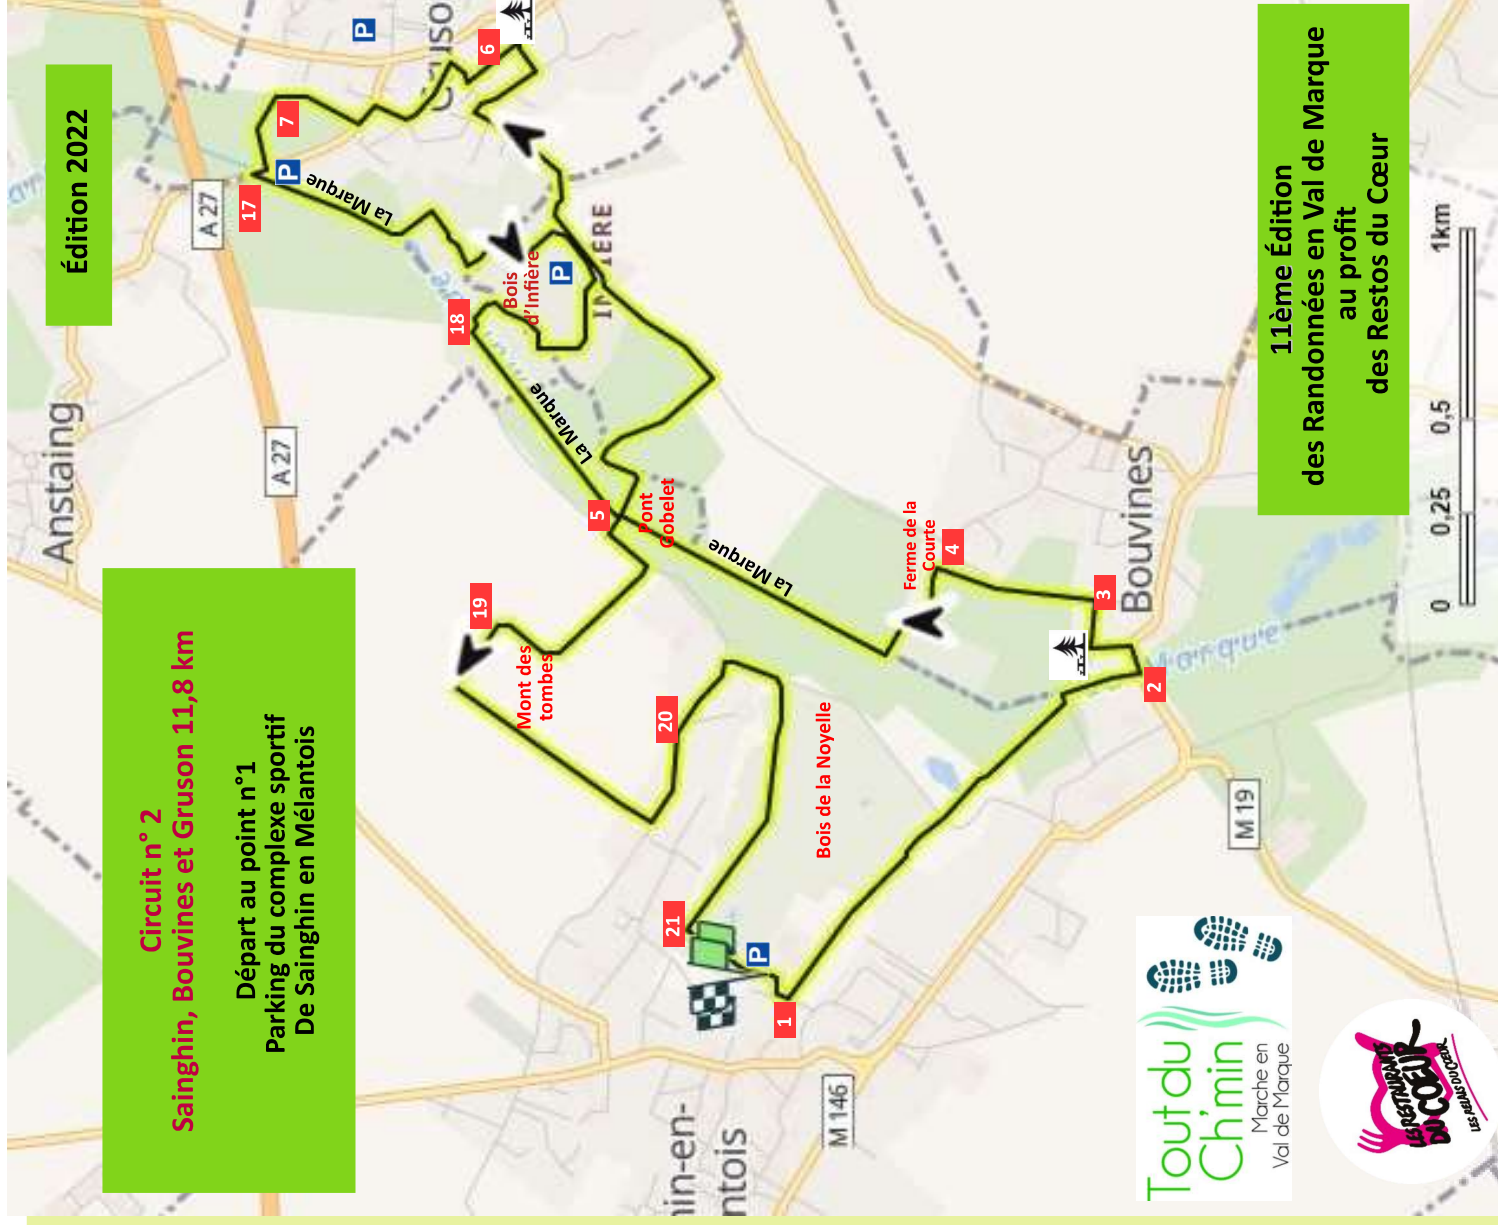 Édition 2022
Circuit n° 2
Sainghin, Bouvines et Gruson 11,8 km
Départ au point n°1
Parking du complexe sportif
De Sainghin en Mélantois
11ème Édition
des Randonnées en Val de Marque
au profit
des Restos du Cœur
Anstaing
A 27
A 27
P
6
7
P
17
La Marque
Bois
d'Infière
P
18
La Marque
5
Pont
Gobelet
La Marque
Ferme de la
Courte
4
3
Bouvines
2
Marque
19
Mont des
tombes
20
Bois de la Noyelle
21
P
1
M 19
M 146
0
0,25
0,5
1km
Tout du
Ch'min
Marche en
Val de Marque
LES RESTAURANTS
DU CŒUR
LES RELAIS DU CŒUR